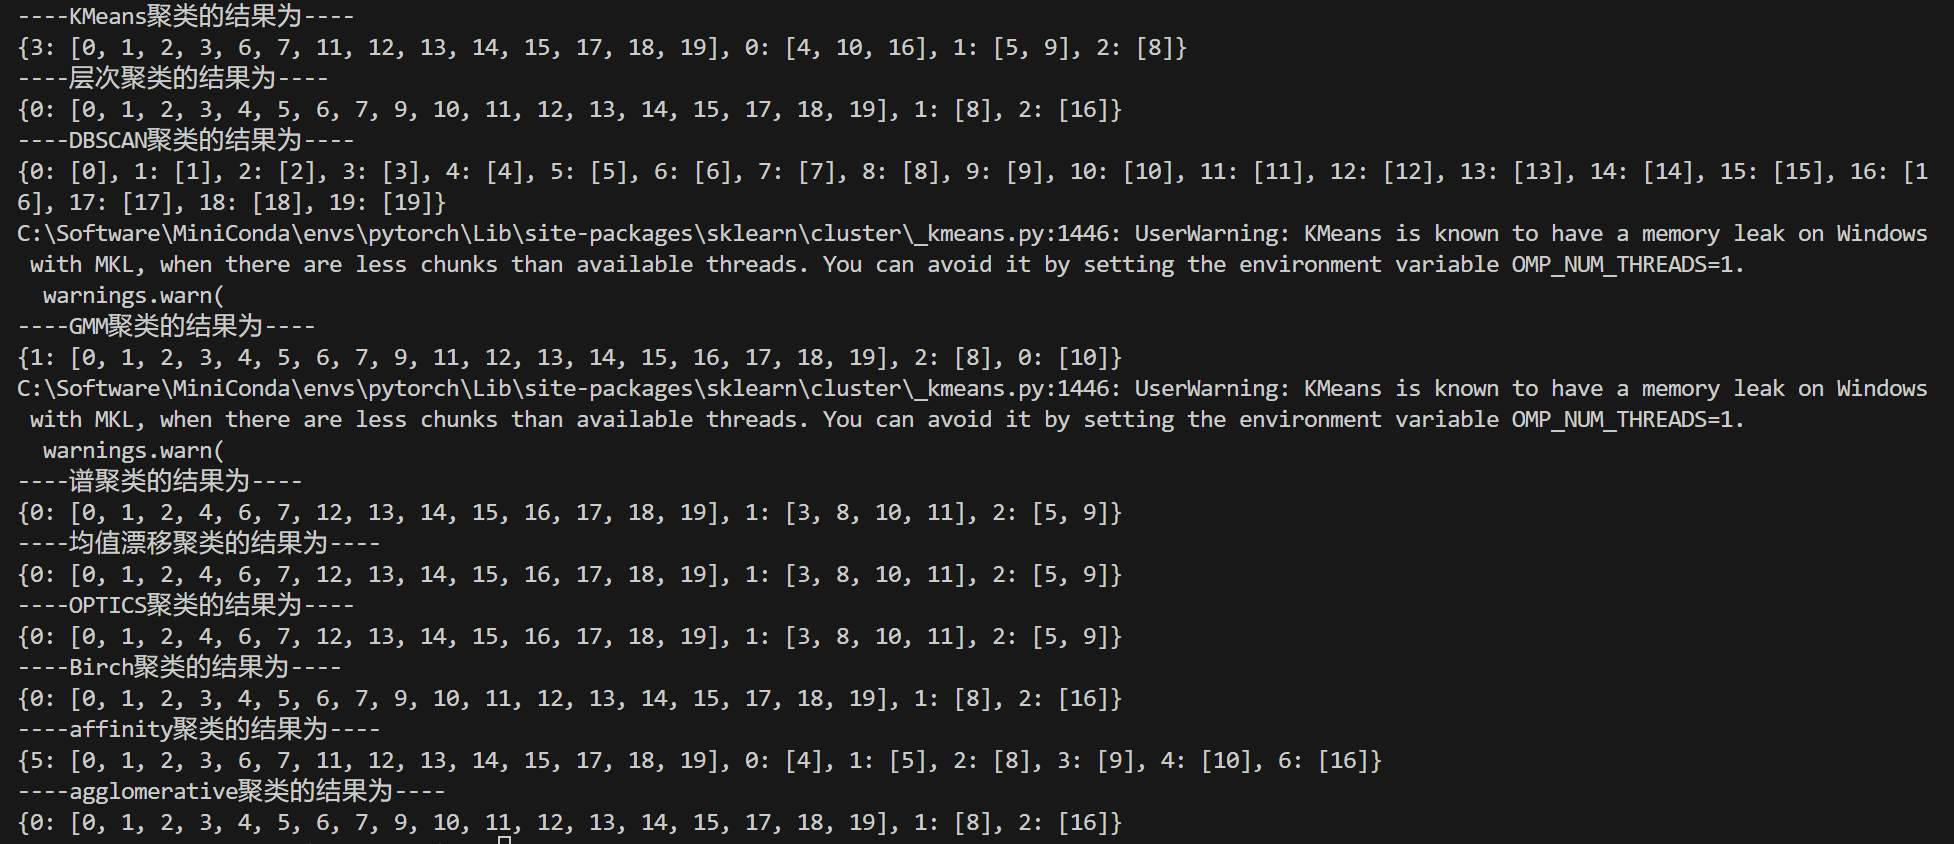 ----KMeans聚类的结果为----
{3: [0, 1, 2, 3, 6, 7, 11, 12, 13, 14, 15, 17, 18, 19], 0: [4, 10, 16], 1: [5, 9], 2: [8]}
----层次聚类的结果为----
{0: [0, 1, 2, 3, 4, 5, 6, 7, 9, 10, 11, 12, 13, 14, 15, 17, 18, 19], 1: [8], 2: [16]}
----DBSCAN聚类的结果为----
{0: [0], 1: [1], 2: [2], 3: [3], 4: [4], 5: [5], 6: [6], 7: [7], 8: [8], 9: [9], 10: [10], 11: [11], 12: [12], 13: [13], 14: [14], 15: [15], 16: [1
6], 17: [17], 18: [18], 19: [19]}
C:\Software\MiniConda\envs\pytorch\Lib\site-packages\sklearn\cluster\_kmeans.py:1446: UserWarning: KMeans is known to have a memory leak on Windows
 with MKL, when there are less chunks than available threads. You can avoid it by setting the environment variable OMP_NUM_THREADS=1.
  warnings.warn(
----GMM聚类的结果为----
{1: [0, 1, 2, 3, 4, 5, 6, 7, 9, 11, 12, 13, 14, 15, 16, 17, 18, 19], 2: [8], 0: [10]}
C:\Software\MiniConda\envs\pytorch\Lib\site-packages\sklearn\cluster\_kmeans.py:1446: UserWarning: KMeans is known to have a memory leak on Windows
 with MKL, when there are less chunks than available threads. You can avoid it by setting the environment variable OMP_NUM_THREADS=1.
  warnings.warn(
----谱聚类的结果为----
{0: [0, 1, 2, 4, 6, 7, 12, 13, 14, 15, 16, 17, 18, 19], 1: [3, 8, 10, 11], 2: [5, 9]}
----均值漂移聚类的结果为----
{0: [0, 1, 2, 4, 6, 7, 12, 13, 14, 15, 16, 17, 18, 19], 1: [3, 8, 10, 11], 2: [5, 9]}
----OPTICS聚类的结果为----
{0: [0, 1, 2, 4, 6, 7, 12, 13, 14, 15, 16, 17, 18, 19], 1: [3, 8, 10, 11], 2: [5, 9]}
----Birch聚类的结果为----
{0: [0, 1, 2, 3, 4, 5, 6, 7, 9, 10, 11, 12, 13, 14, 15, 17, 18, 19], 1: [8], 2: [16]}
----affinity聚类的结果为----
{5: [0, 1, 2, 3, 6, 7, 11, 12, 13, 14, 15, 17, 18, 19], 0: [4], 1: [5], 2: [8], 3: [9], 4: [10], 6: [16]}
----agglomerative聚类的结果为----
{0: [0, 1, 2, 3, 4, 5, 6, 7, 9, 10, 11, 12, 13, 14, 15, 17, 18, 19], 1: [8], 2: [16]}